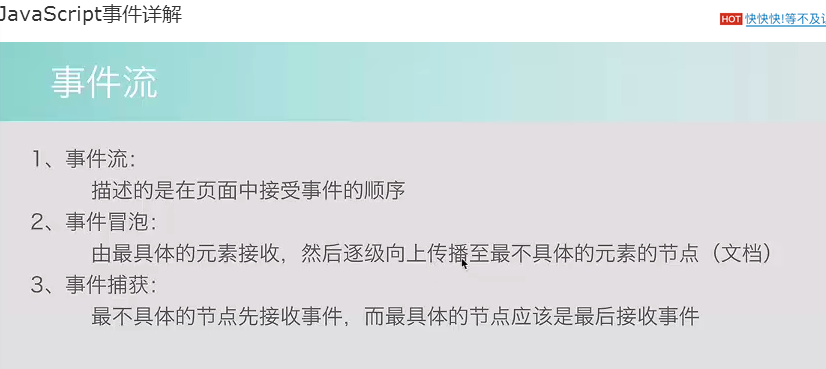 JavaScript事件详解
HOT 快快快!等不及
事件流
1、事件流：
描述的是在页面中接受事件的顺序
2、事件冒泡：
由最具体的元素接收，然后逐级向上传播至最不具体的元素的节点（文档）
3、事件捕获：
最不具体的节点先接收事件，而最具体的节点应该是最后接收事件